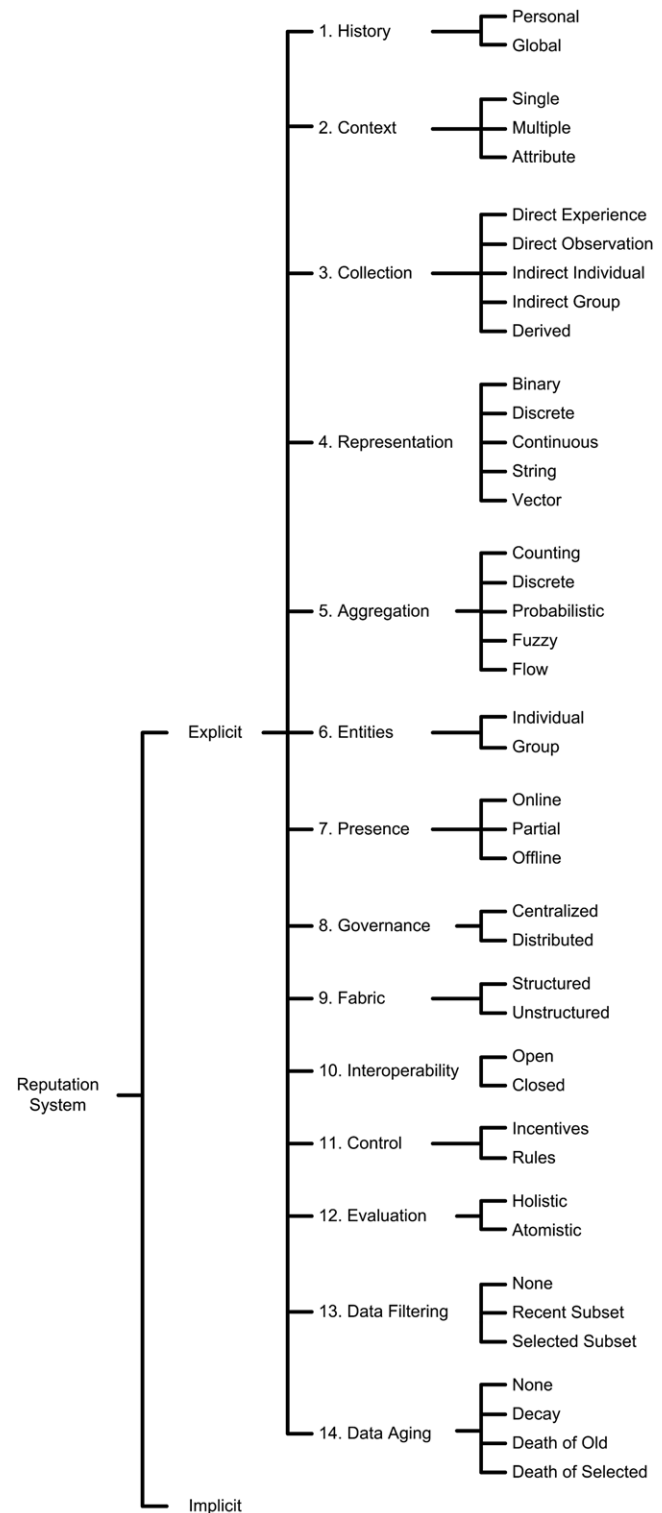 Reputation
System
Explicit
1. History
Personal
Global
2. Context
Single
Multiple
Attribute
3. Collection
Direct Experience
Direct Observation
Indirect Individual
Indirect Group
Derived
4. Representation
Binary
Discrete
Continuous
String
Vector
5. Aggregation
Counting
Discrete
Probabilistic
Fuzzy
Flow
6. Entities
Individual
Group
7. Presence
Online
Partial
Offline
8. Governance
Centralized
Distributed
9. Fabric
Structured
Unstructured
10. Interoperability
Open
Closed
11. Control
Incentives
Rules
12. Evaluation
Holistic
Atomistic
13. Data Filtering
None
Recent Subset
Selected Subset
14. Data Aging
None
Decay
Death of Old
Death of Selected
Implicit